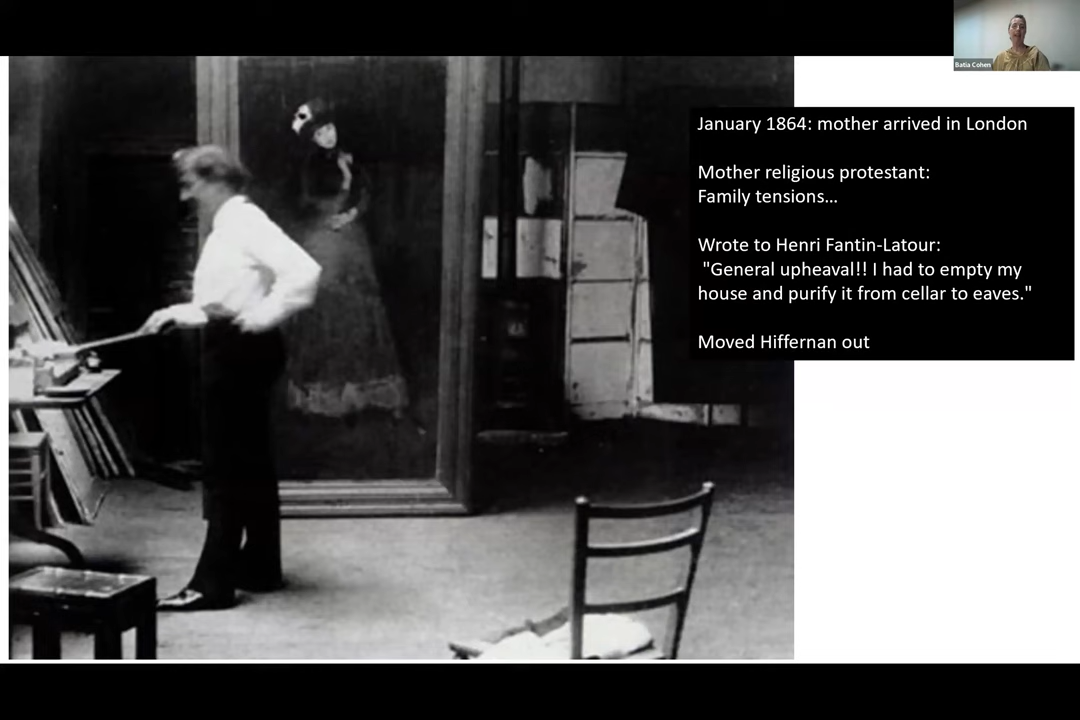 Batia Cohen
January 1864: mother arrived in London
Mother religious protestant:
Family tensions…
Wrote to Henri Fantin-Latour:
"General upheaval!! I had to empty my
house and purify it from cellar to eaves."
Moved Hiffernan out